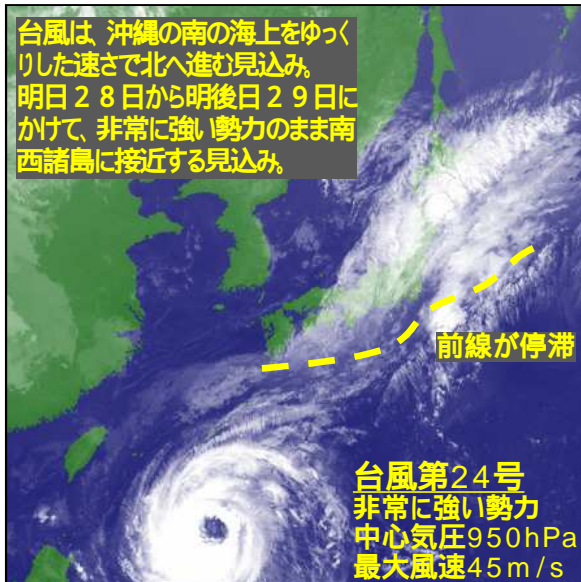 台風は、沖縄の南の海上をゆっく
りした速さで北へ進む見込み。
明日２８日から明後日２９日に
かけて、非常に強い勢力のまま南
西諸島に接近する見込み。
前線が停滞
台風第24号
非常に強い勢力
中心気圧950hPa
最大風速45m/s